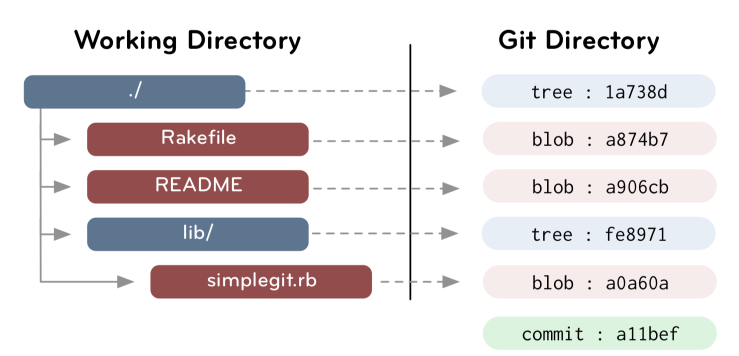 Working Directory
Git Directory
./
tree : 1a738d
Rakefile
blob : a874b7
README
blob : a906cb
lib/
tree : fe8971
simplegit.rb
blob : a0a60a
commit : a11bef